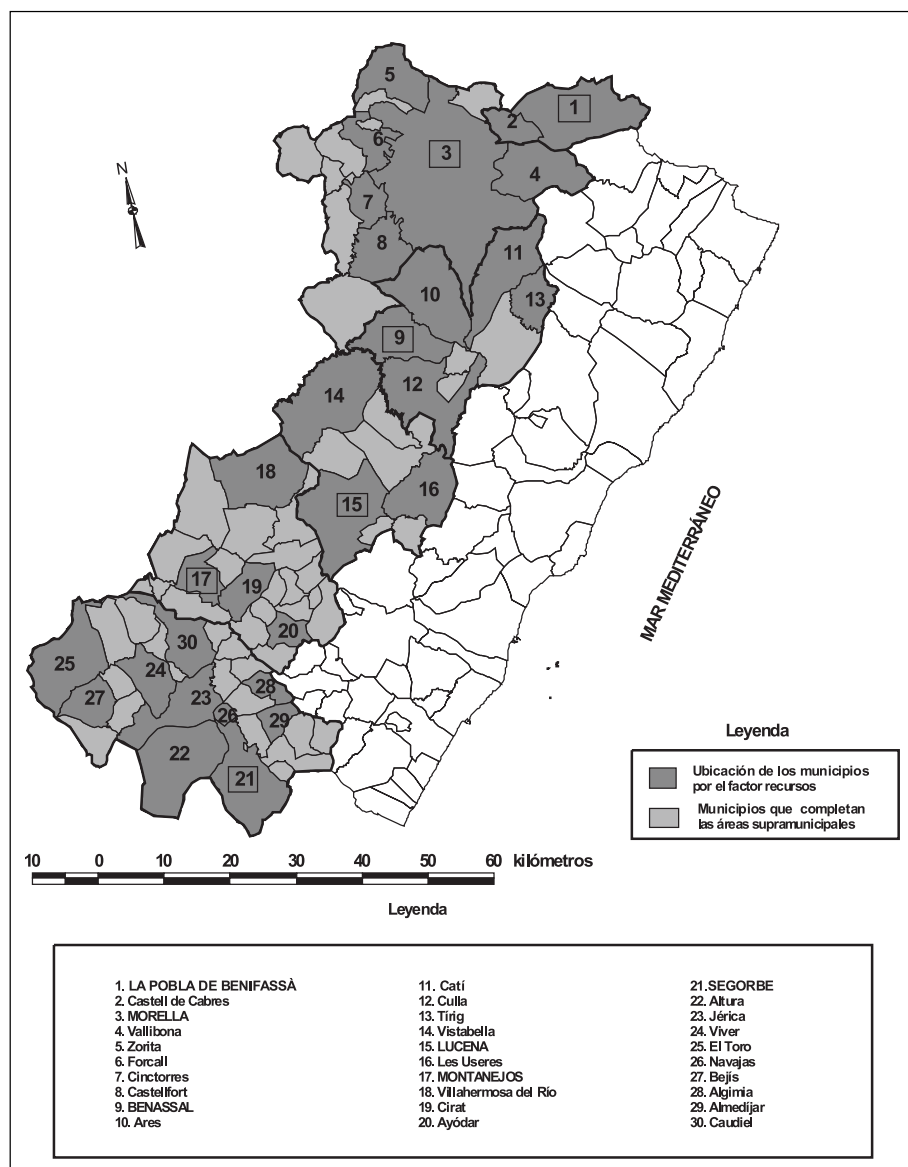 5
1
2
6
3
N
4
7
8
11
10
13
9
12
14
18
16
15
17
19
20
30
25
24
28
27
23
26
29
22
21
MAR MEDITERRÁNEO
Leyenda
Ubicación de los municipios
por el factor recursos
Municipios que completan
las áreas supramunicipales
10 0 10 20 30 40 50 60 kilómetros
Leyenda
1. LA POBLA DE BENIFASSÀ
2. Castell de Cabres
3. MORELLA
4. Vallibona
5. Zorita
6. Forcall
7. Cinctorres
8. Castellfort
9. BENASSAL
10. Ares
11. Catí
12. Culla
13. Tírig
14. Vistabella
15. LUCENA
16. Les Useres
17. MONTANEJOS
18. Villahermosa del Río
19. Cirat
20. Ayódar
21. SEGORBE
22. Altura
23. Jérica
24. Viver
25. El Toro
26. Navajas
27. Bejís
28. Algimia
29. Almedíjar
30. Caudiel